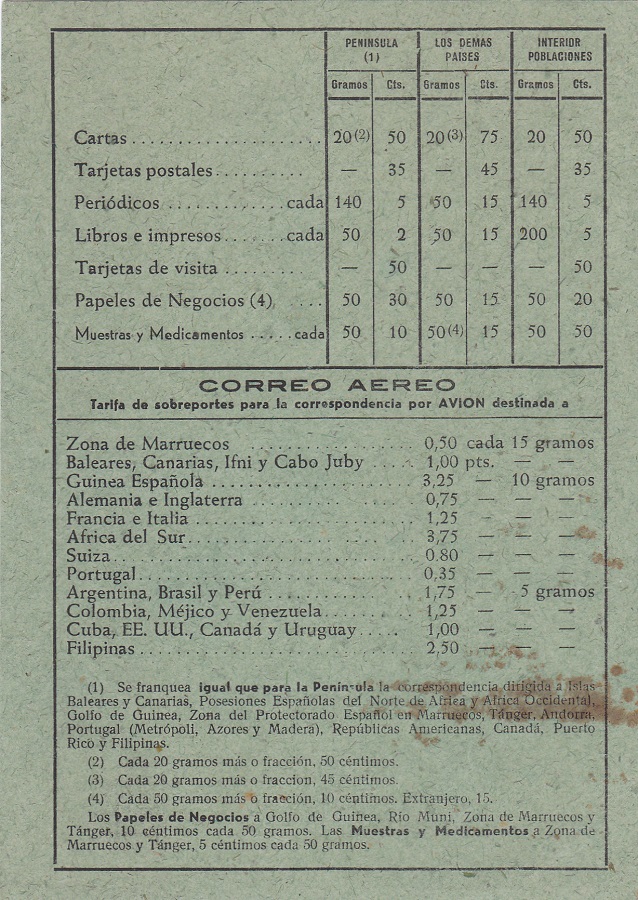 PENINSULA (1) LOS DEMAS PAISES INTERIOR POBLACIONES
Gramos Cts. Gramos Cts. Gramos Cts.
Cartas . . . . . . . . . . . . . . . . . . . . 20(2) 50 20(3) 75 20 50
Tarjetas postales . . . . . . . . . . — 35 — 45 — 35
Periódicos . . . . . . . . . . . . . cada 140 5 50 15 140 5
Libros e impresos . . . . . . . cada 50 2 50 15 200 5
Tarjetas de visita . . . . . . . . . — 50 — — — 50
Papeles de Negocios (4) . . . 50 30 50 15 50 20
Muestras y Medicamentos . . . . . cada 50 10 50(4) 15 50 50
CORREO AEREO
Tarifa de sobreportes para la correspondencia por AVION destinada a
Zona de Marruecos . . . . . . . . . . . . . . . . 0,50 cada 15 gramos
Baleares, Canarias, Ifni y Cabo Juby . . . . . 1,00 pts. — —
Guinea Española . . . . . . . . . . . . . . . . . . . 3,25 — 10 gramos
Alemania e Inglaterra . . . . . . . . . . . . . . . 0,75 — — —
Francia e Italia . . . . . . . . . . . . . . . . . . . . 1,25 — — —
Africa del Sur . . . . . . . . . . . . . . . . . . . . . 3,75 — — —
Suiza . . . . . . . . . . . . . . . . . . . . . . . . . . . 0.80 — — —
Portugal . . . . . . . . . . . . . . . . . . . . . . . . . 0,35 — — —
Argentina, Brasil y Perú . . . . . . . . . . . . . 1,75 — 5 gramos
Colombia, Méjico y Venezuela . . . . . . . . . 1,25 — — —
Cuba, EE. UU., Canadá y Uruguay . . . . . 1,00 — — —
Filipinas . . . . . . . . . . . . . . . . . . . . . . . . . 2,50 — — —
(1) Se franquea igual que para la Península la correspondencia dirigida a Islas
Baleares y Canarias, Posesiones Españolas del Norte de Africa y Africa Occidental,
Golfo de Guinea, Zona del Protectorado Español en Marruecos, Tánger, Andorra,
Portugal (Metrópoli, Azores y Madera), Repúblicas Americanas, Canadá, Puerto
Rico y Filipinas.
(2) Cada 20 gramos más o fracción, 50 céntimos.
(3) Cada 20 gramos más o fraccion, 45 centimos.
(4) Cada 50 gramos más o fracción, 10 céntimos. Extranjero, 15.
Los Papeles de Negocios a Golfo de Guinea, Río Muni, Zona de Marruecos y
Tánger, 10 céntimos cada 50 gramos. Las Muestras y Medicamentos a Zona de
Marruecos y Tánger, 5 céntimos cada 50 gramos.